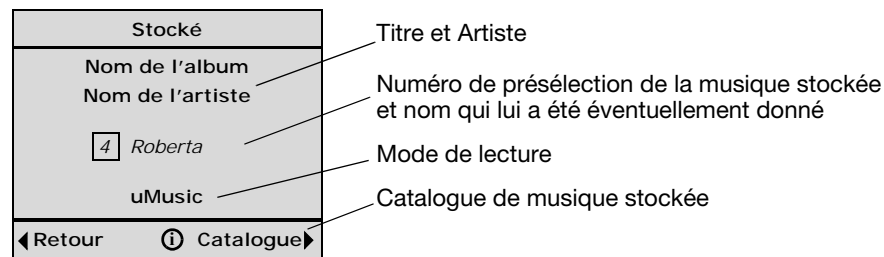 Stocké
Nom de l'album
Nom de l'artiste
4 Roberta
uMusic
Retour Catalogue
Titre et Artiste
Numéro de présélection de la musique stockée
et nom qui lui a été éventuellement donné
Mode de lecture
Catalogue de musique stockée